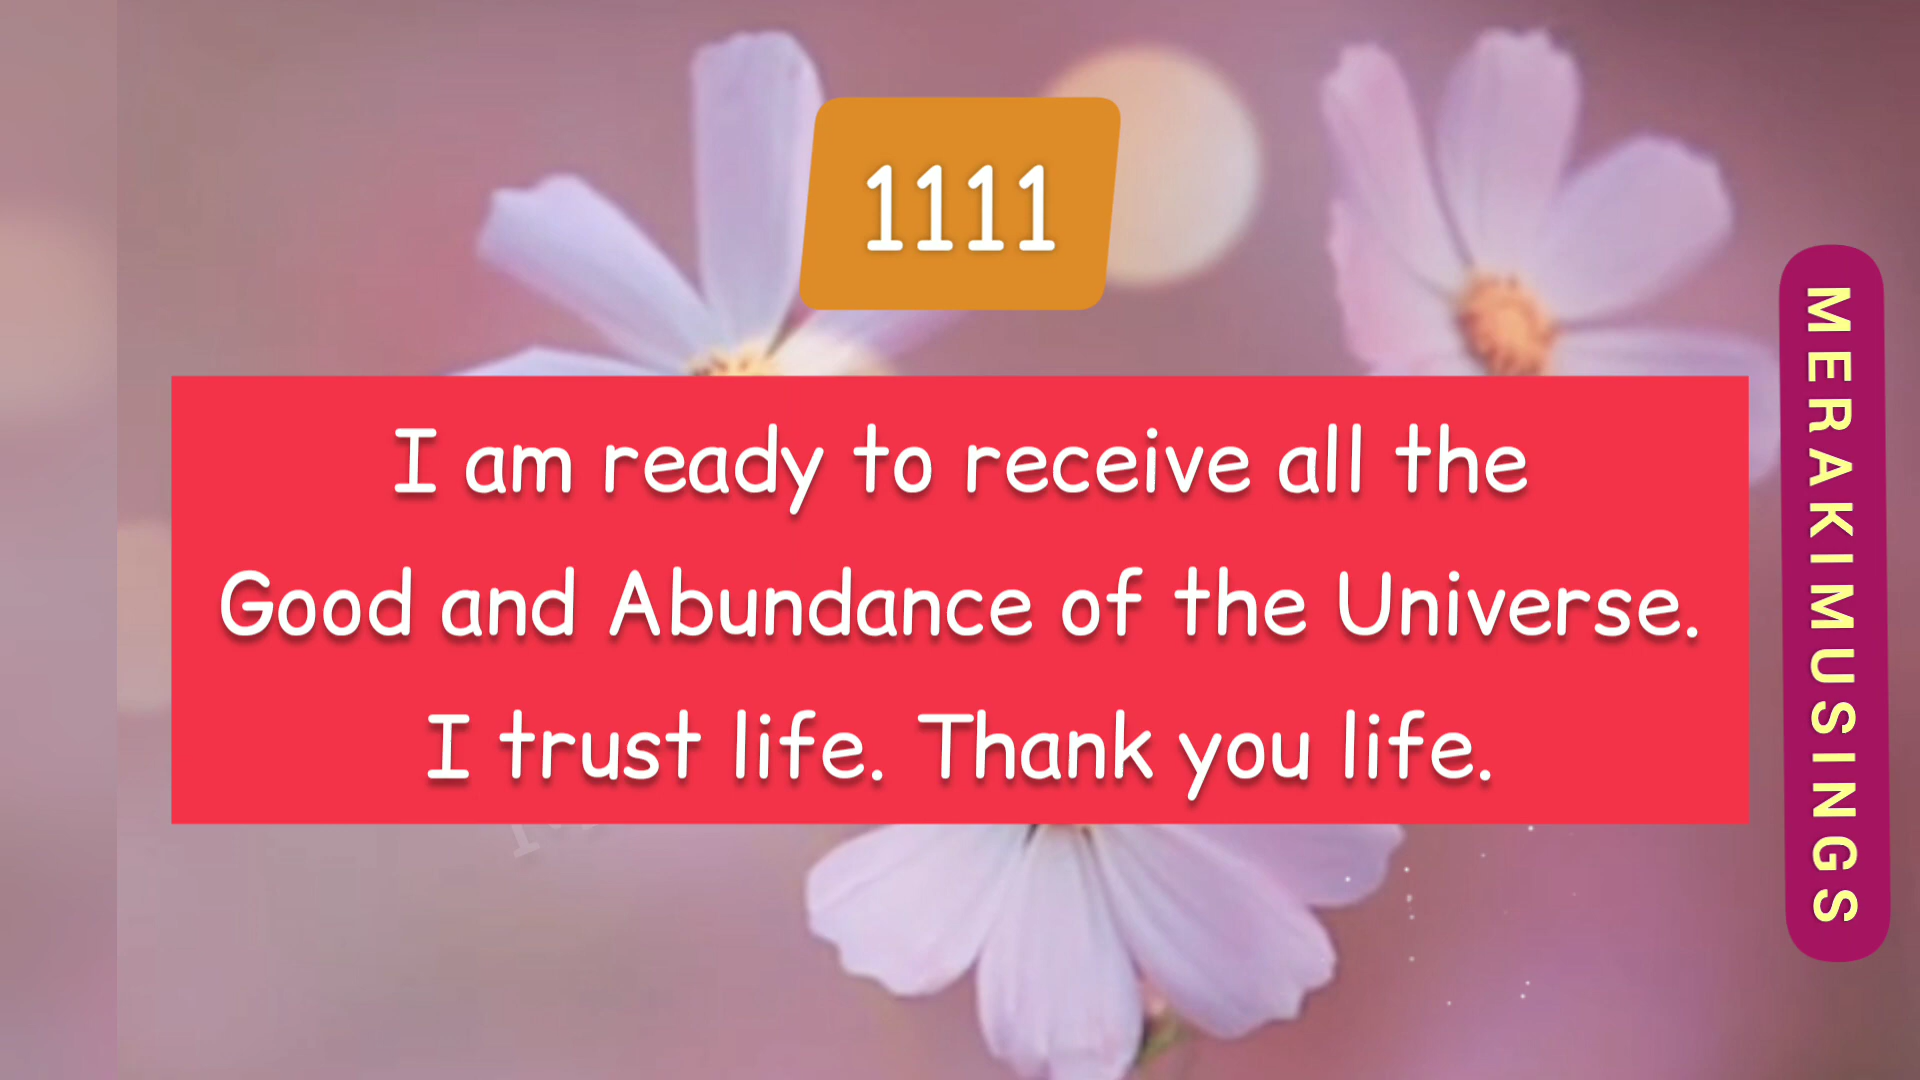 1111
I am ready to receive all the
Good and Abundance of the Universe.
I trust life. Thank you life.
MERAKIMUSINGS